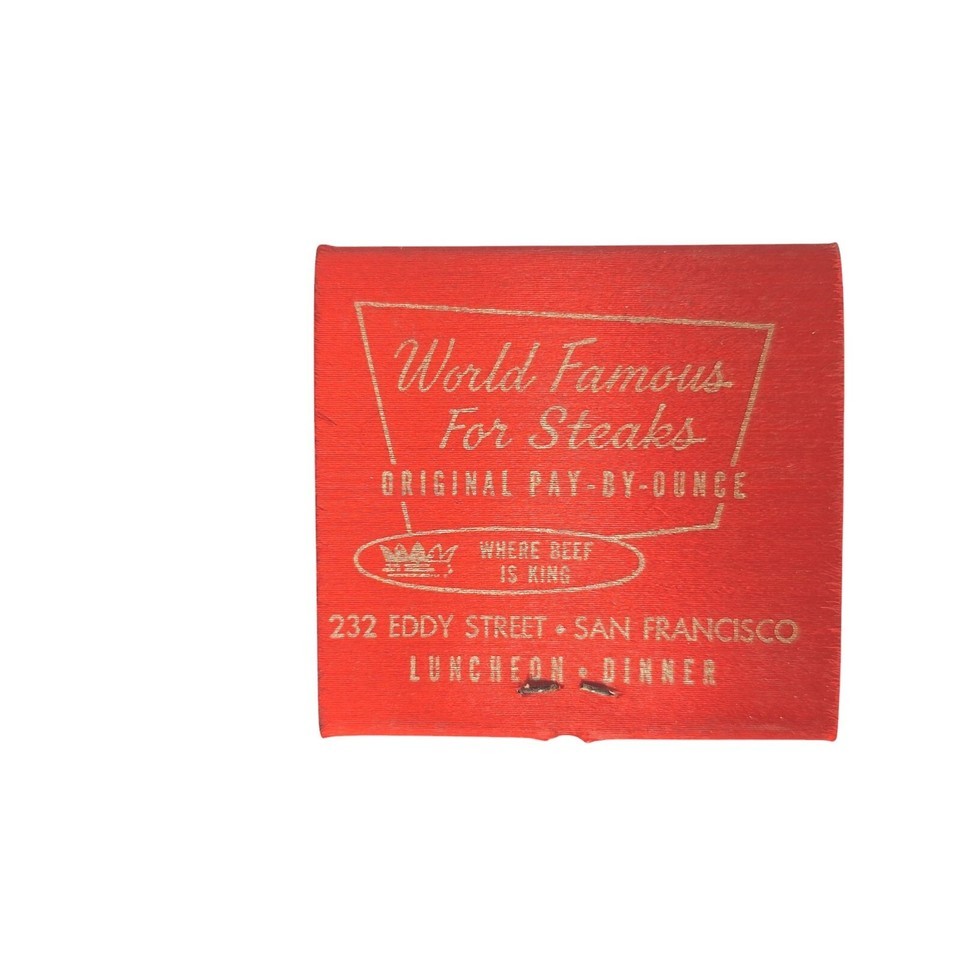 World Famous
For Steaks
ORIGINAL PAY-BY-OUNCE
WHERE BEEF
IS KING
232 EDDY STREET • SAN FRANCISCO
LUNCHEON • DINNER